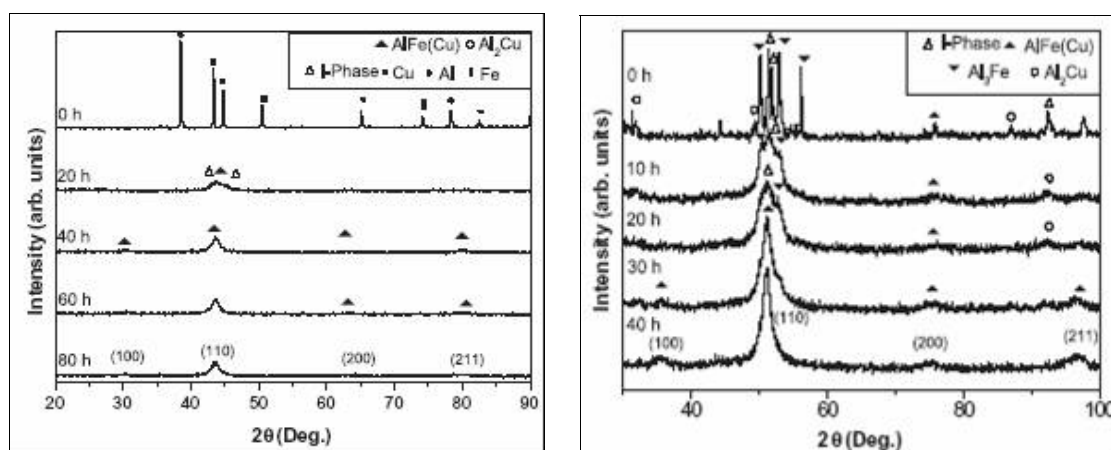 AlFe(Cu) Al₂Cu
I-Phase Cu Al Fe
0 h
20 h
40 h
60 h
80 h
(100) (110) (200) (211)
20 30 40 50 60 70 80 90
2θ (Deg.)
Intensity (arb. units)
I-Phase AlFe(Cu)
Al₃Fe Al₂Cu
0 h
10 h
20 h
30 h
40 h
(100) (110) (200) (211)
40 60 80 100
2θ (Deg.)
Intensity (arb. units)